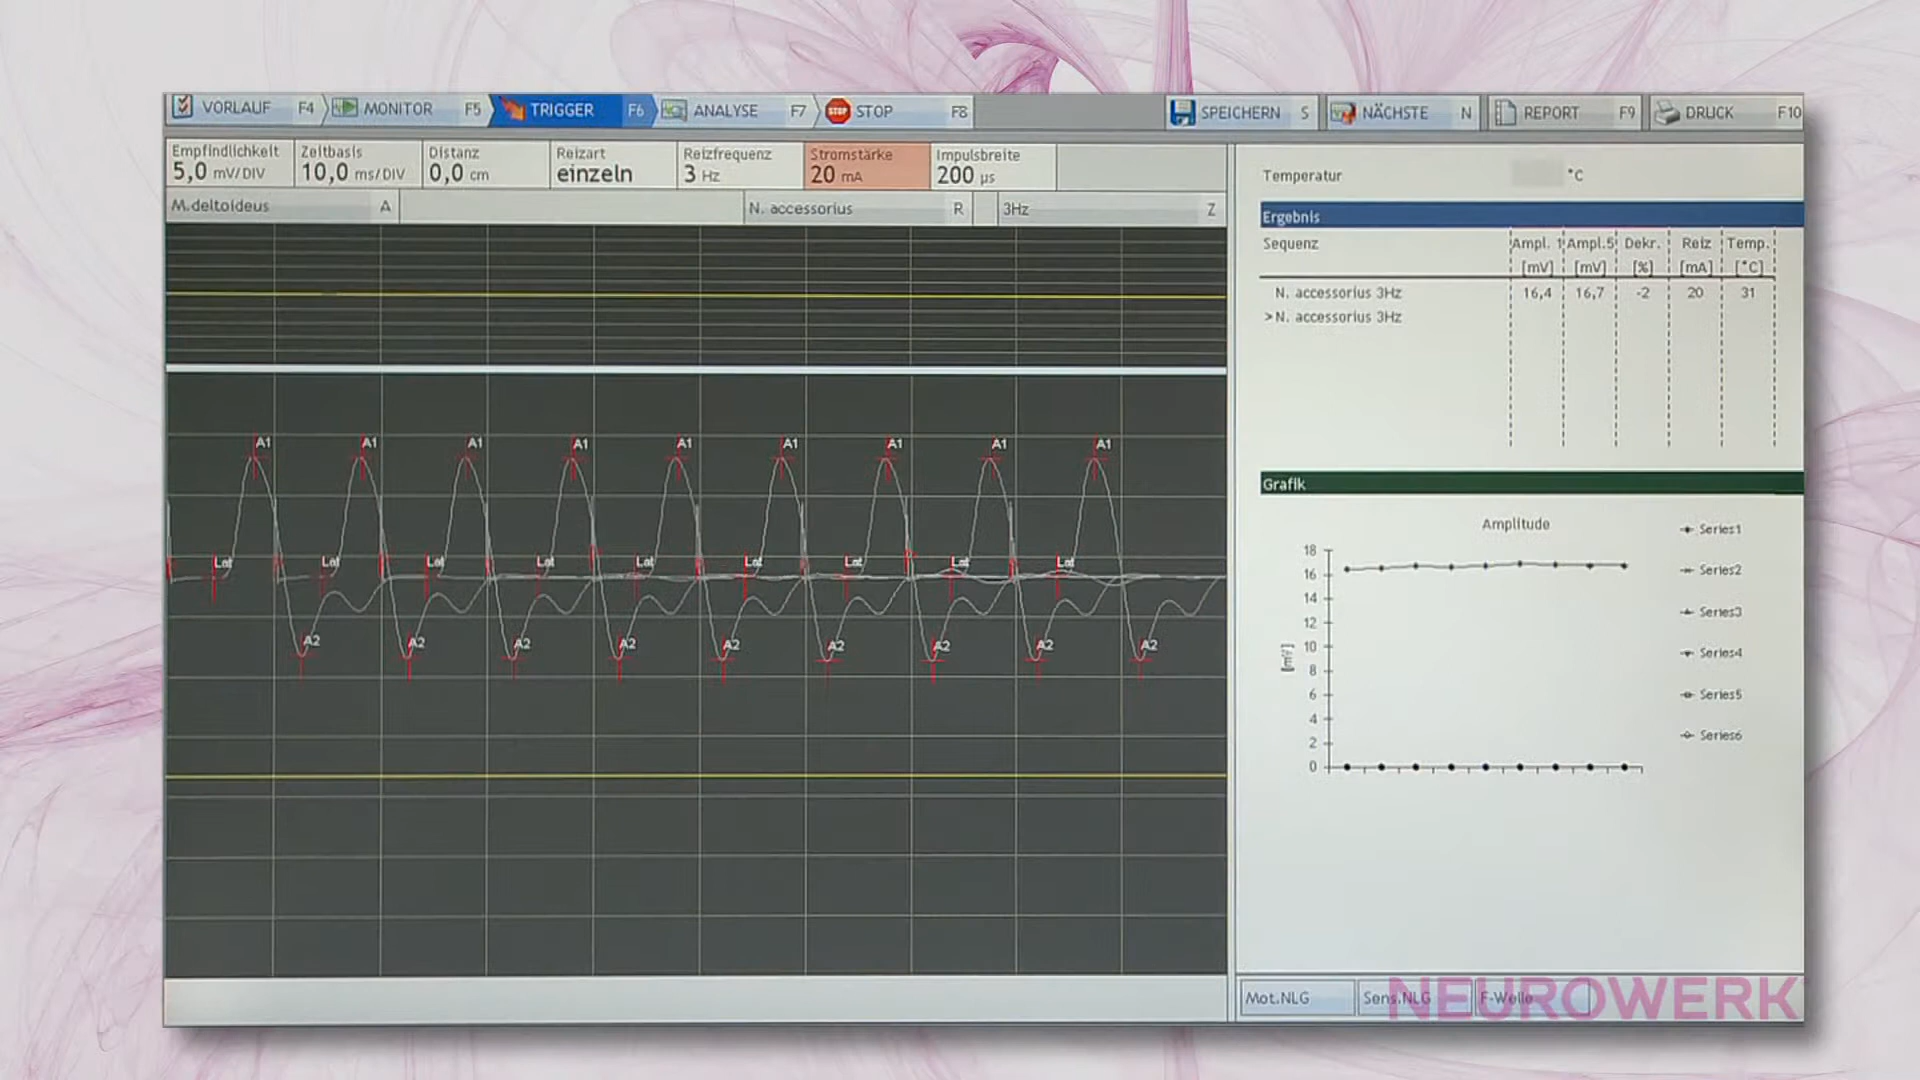 VORLAUF F4 MONITOR F5 TRIGGER F6 ANALYSE F7 STOP STOP F8 SPEICHERN S NÄCHSTE N REPORT F9 DRUCK F10
Empfindlichkeit Zeitbasis Distanz Reizart Reizfrequenz Stromstärke Impulsbreite
5,0 mV/DIV 10,0 ms/DIV 0,0 cm einzeln 3 Hz 20 mA 200 µs
M.deltoideus A N. accessorius R 3Hz Z
Temperatur °C
Ergebnis
Sequenz Ampl. 1 Ampl.5 Dekr. Reiz Temp.
[mV] [mV] [%] [mA] [°C]
N. accessorius 3Hz 16,4 16,7 -2 20 31
>N. accessorius 3Hz
A1 A1 A1 A1 A1 A1 A1 A1 A1
Lat Lat Lat Lat Lat Lat Lat Lat Lat
A2 A2 A2 A2 A2 A2 A2 A2 A2
Grafik
Amplitude
[mV]
18
16
14
12
10
8
6
4
2
0
Series1
Series2
Series3
Series4
Series5
Series6
Mot.NLG Sens.NLG F-Welle
NEUROWERK